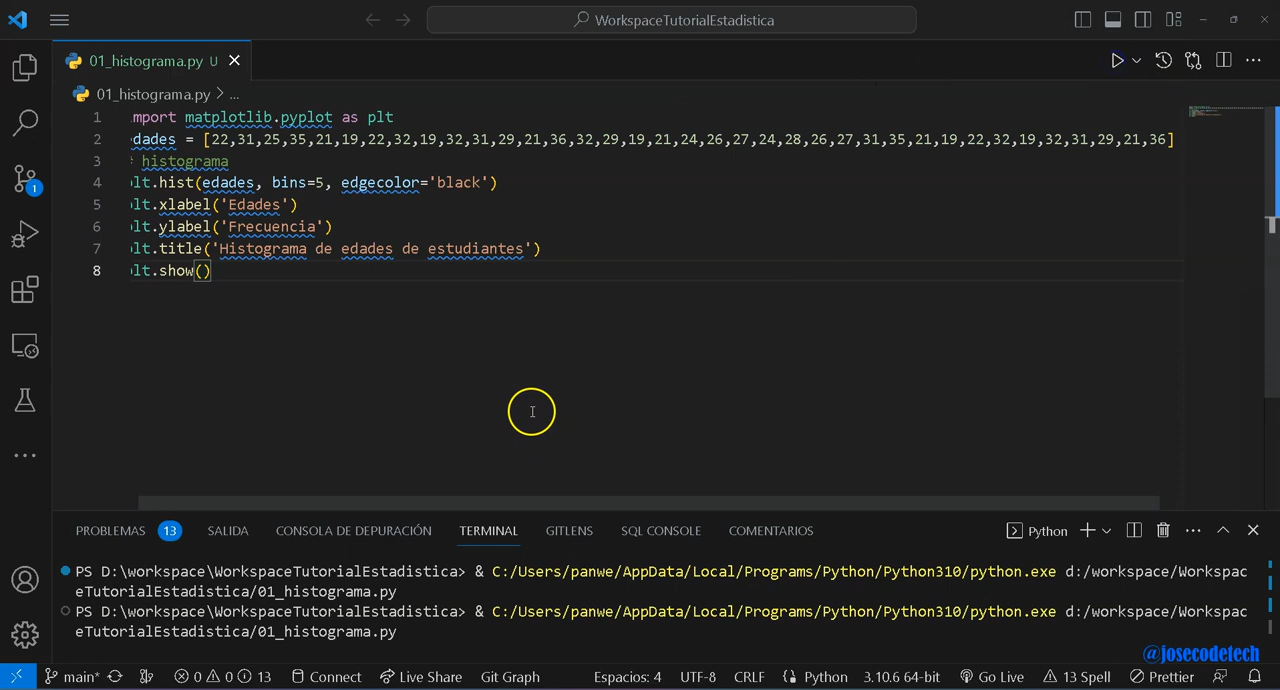 WorkspaceTutorialEstadistica
01_histograma.py U
01_histograma.py > ...
1 mport matplotlib.pyplot as plt
2 edades = [22,31,25,35,21,19,22,32,19,32,31,29,21,36,32,29,19,21,24,26,27,24,28,26,27,31,35,21,19,22,32,19,32,31,29,21,36]
3 # histograma
4 plt.hist(edades, bins=5, edgecolor='black')
5 plt.xlabel('Edades')
6 plt.ylabel('Frecuencia')
7 plt.title('Histograma de edades de estudiantes')
8 plt.show()
PROBLEMAS 13 SALIDA CONSOLA DE DEPURACIÓN TERMINAL GITLENS SQL CONSOLE COMENTARIOS Python
PS D:\workspace\WorkspaceTutorialEstadistica> & C:/Users/panwe/AppData/Local/Programs/Python/Python310/python.exe d:/workspace/Workspac
eTutorialEstadistica/01_histograma.py
PS D:\workspace\WorkspaceTutorialEstadistica> & C:/Users/panwe/AppData/Local/Programs/Python/Python310/python.exe d:/workspace/Workspac
eTutorialEstadistica/01_histograma.py
@josecodetech
main* 0 0 13 Connect Live Share Git Graph Espacios: 4 UTF-8 CRLF Python 3.10.6 64-bit Go Live 13 Spell Prettier
1